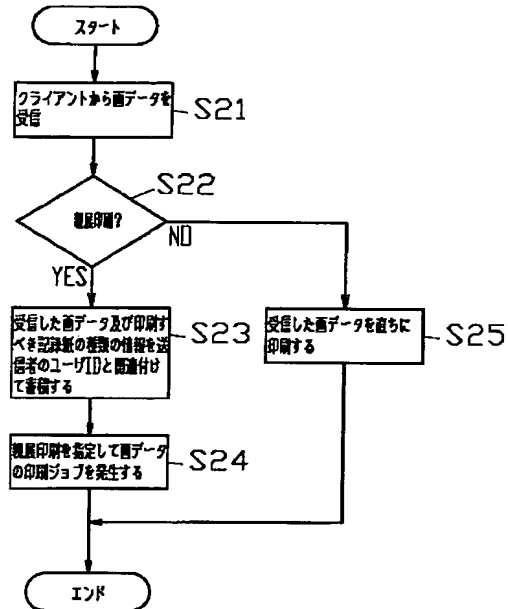 スタート
クライアントから画データを
受信
S21
S22
親展印刷?
NO
YES
受信した画データ及び印刷す
べき記録紙の種類の情報を送
信者のユーザIDと関連付け
て蓄積する
S23
受信した画データを直ちに
印刷する
S25
親展印刷を指定して画データ
の印刷ジョブを発生する
S24
エンド